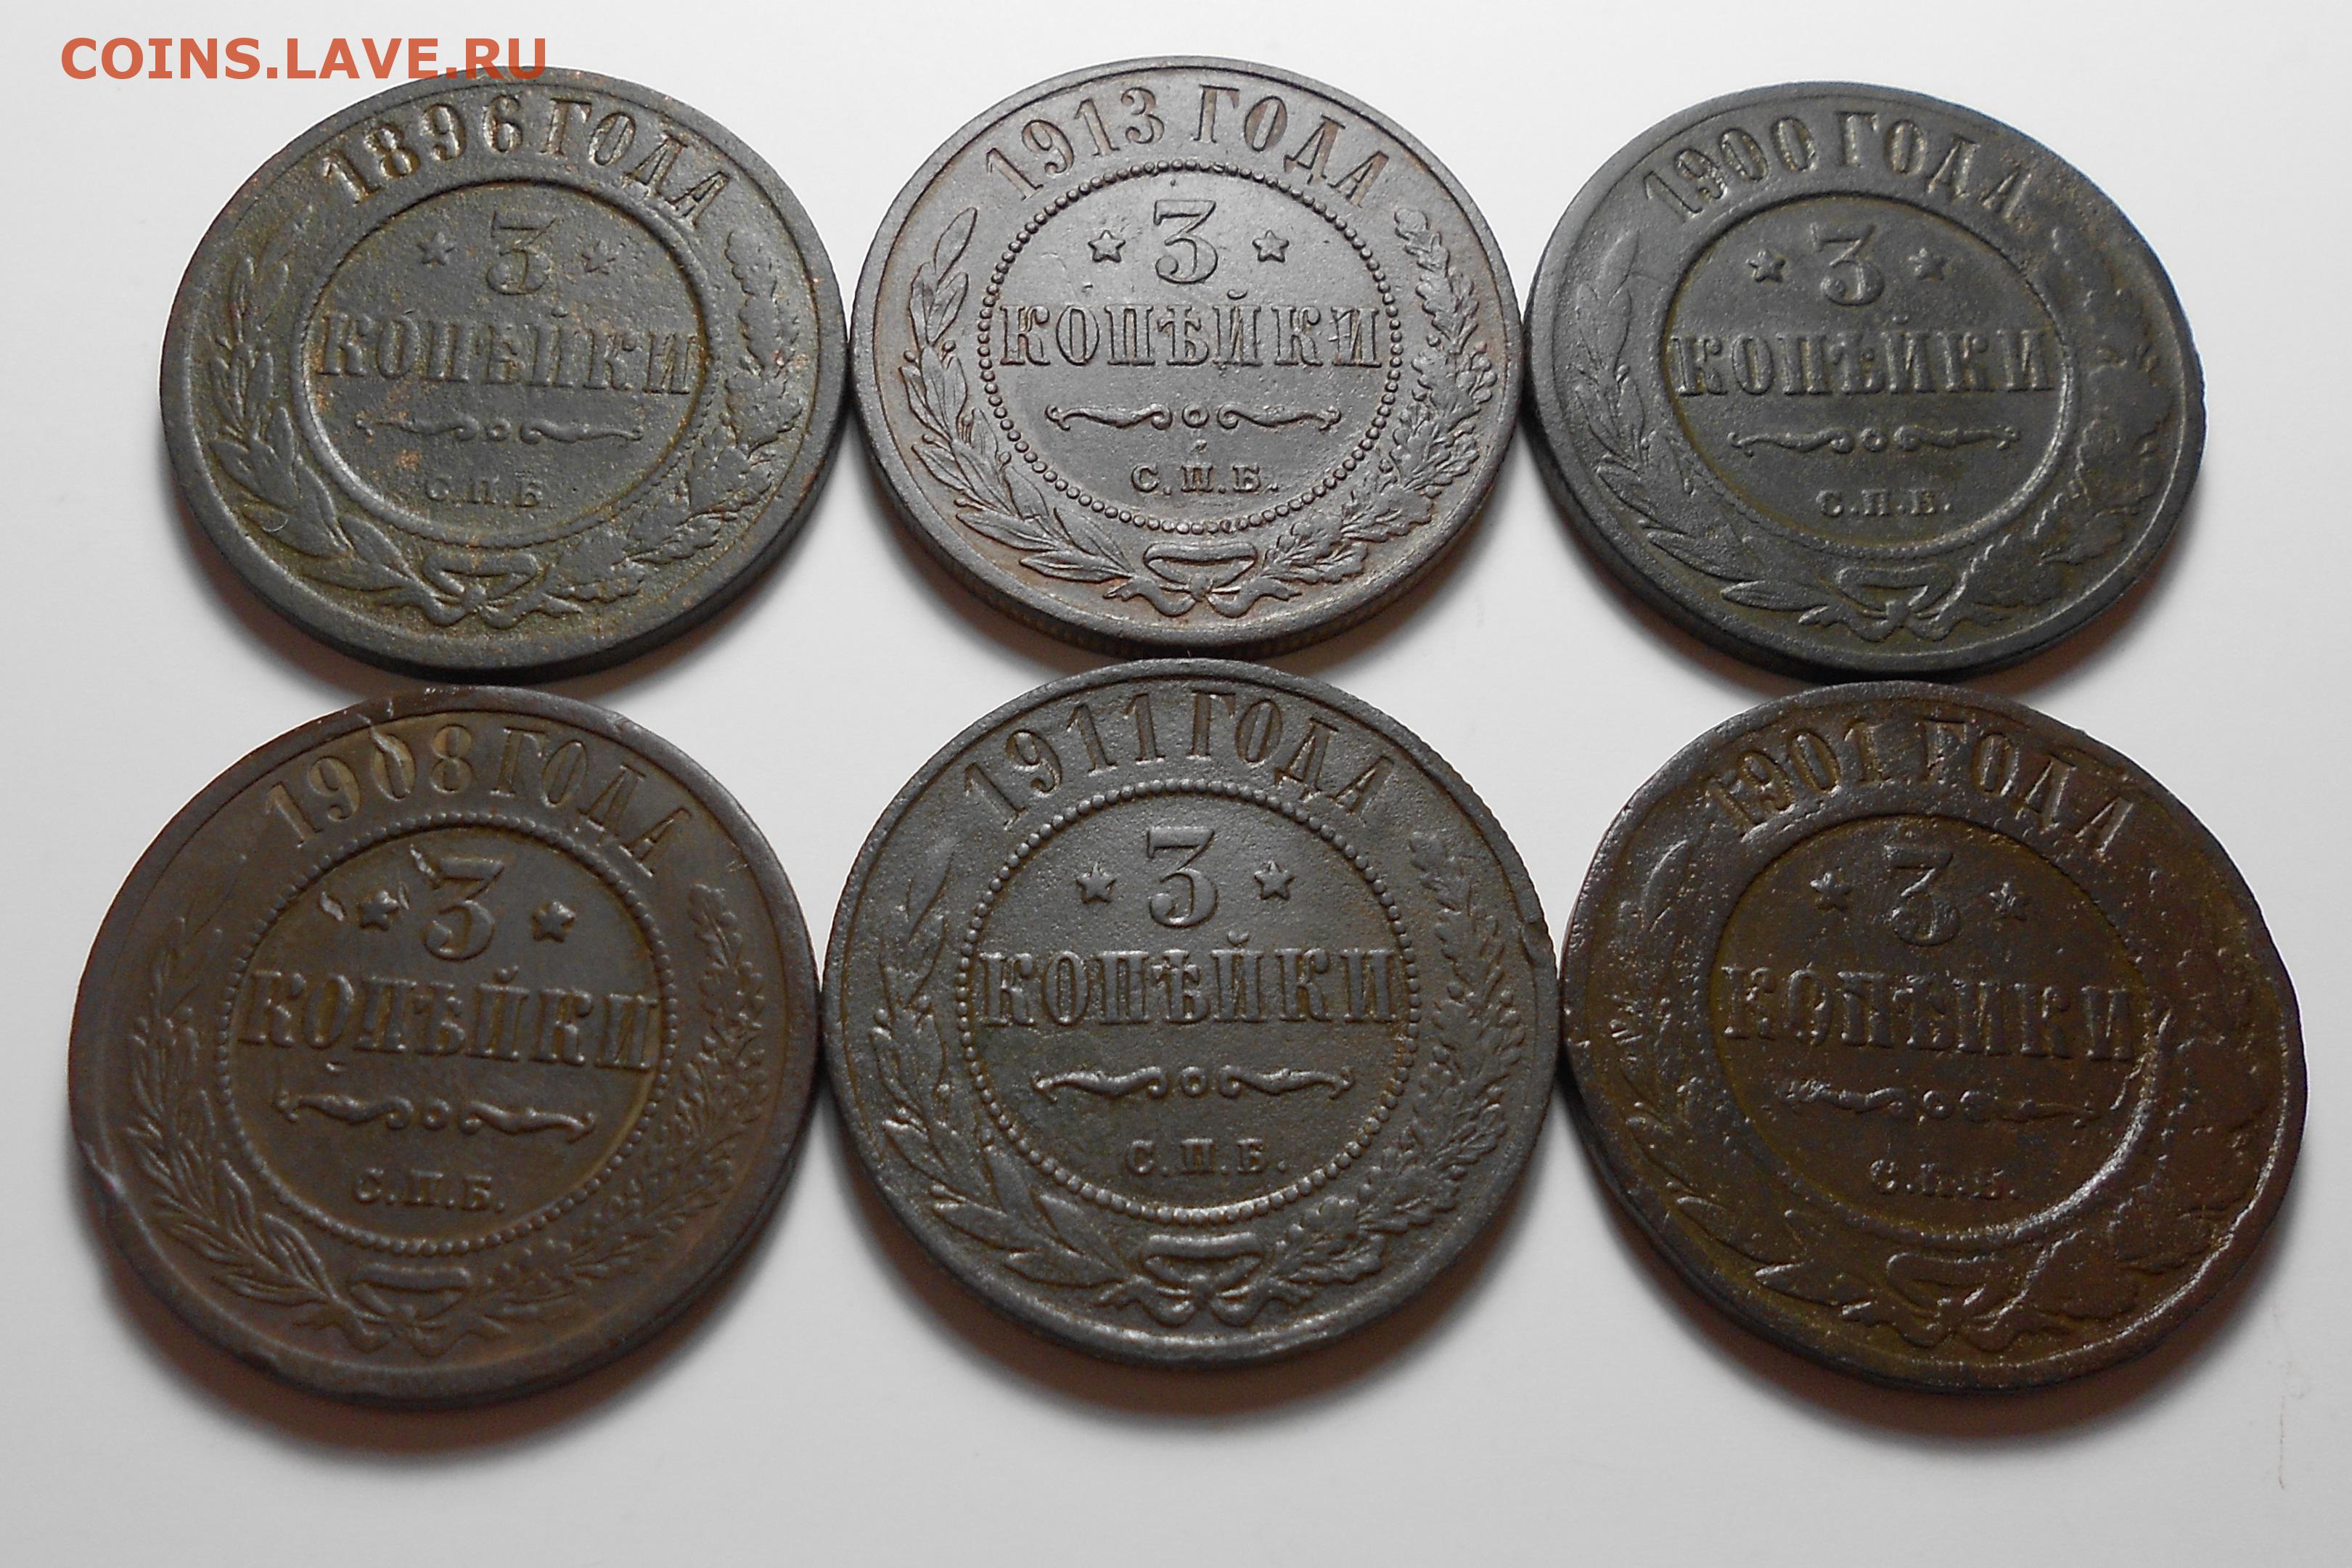 COINS.LAVE.RU
1896 ГОДА
3
КОПѢЙКИ
С.П.Б.
1913 ГОДА
3
КОПѢЙКИ
С.П.Б.
1900 ГОДА
3
КОПѢЙКИ
С.П.Б.
1908 ГОДА
3
КОПѢЙКИ
С.П.Б.
1911 ГОДА
3
КОПѢЙКИ
С.П.Б.
1901 ГОДА
3
КОПѢЙКИ
С.П.Б.